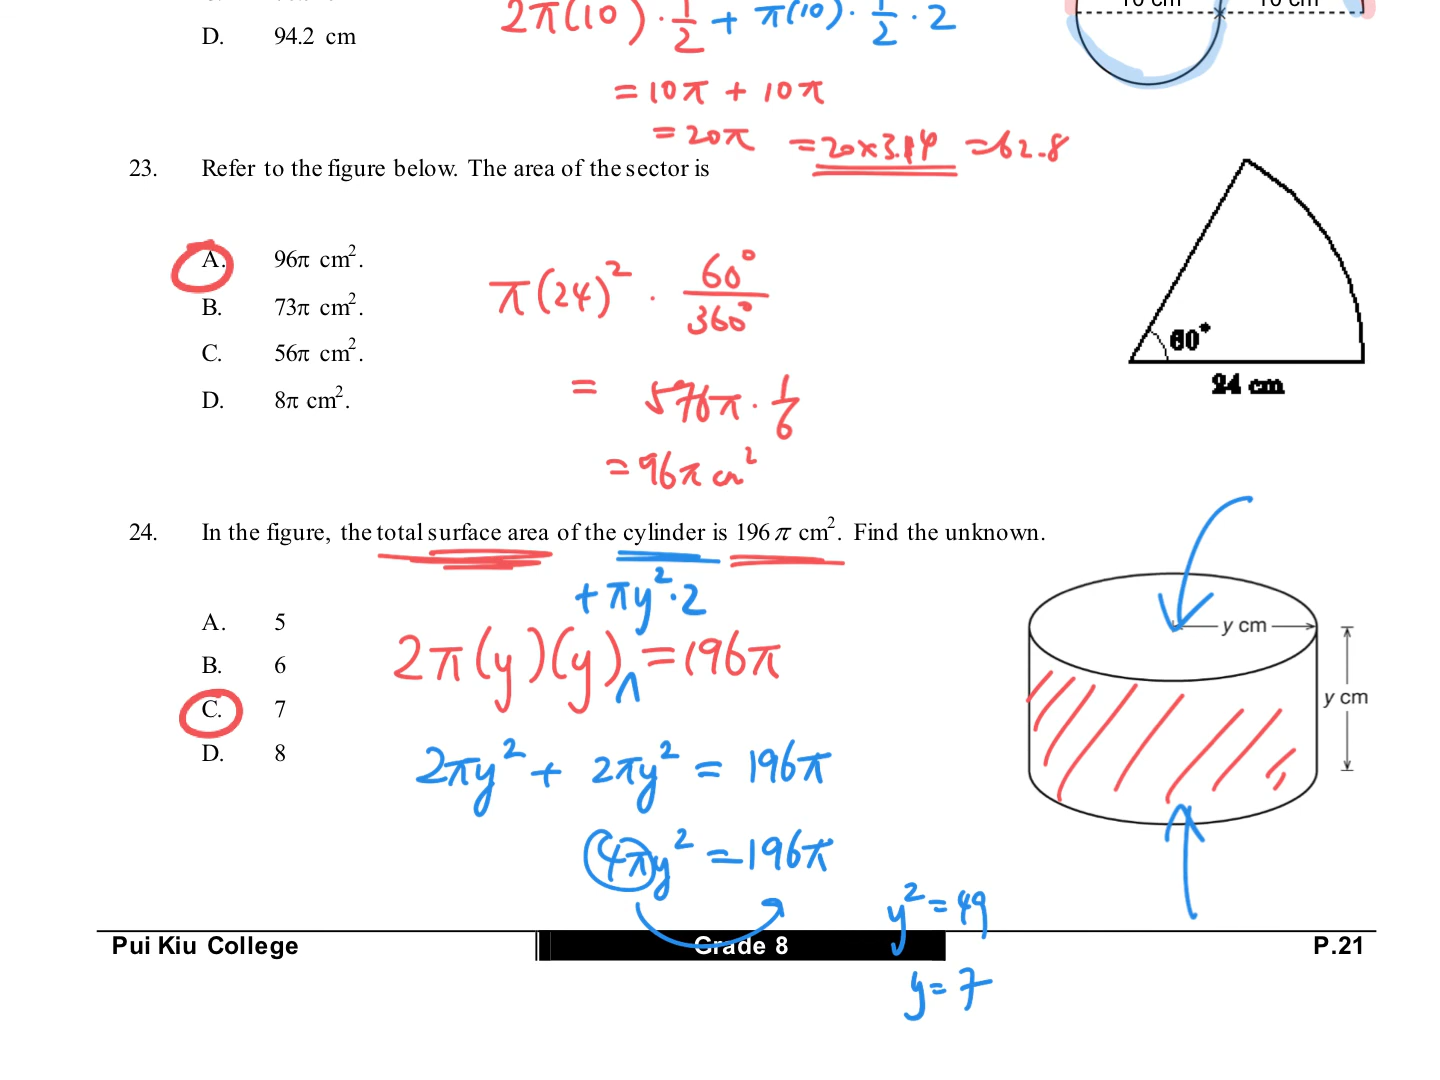 D. 94.2 cm
2π(10)·1/2 + π(10)·1/2·2
=10π + 10π
=20π =20×3.14 =62.8
23. Refer to the figure below. The area of the sector is
A. 96π cm².
B. 73π cm².
C. 56π cm².
D. 8π cm².
π(24)²·60°/360°
= 576π·1/6
=96π cm²
60°
24 cm
24. In the figure, the total surface area of the cylinder is 196π cm². Find the unknown.
A. 5
B. 6
C. 7
D. 8
+πy²·2
2π(y)(y)∧=196π
2πy² + 2πy² = 196π
4πy² =196π
y²=49
y=7
y cm
y cm
Pui Kiu College
Grade 8
P.21